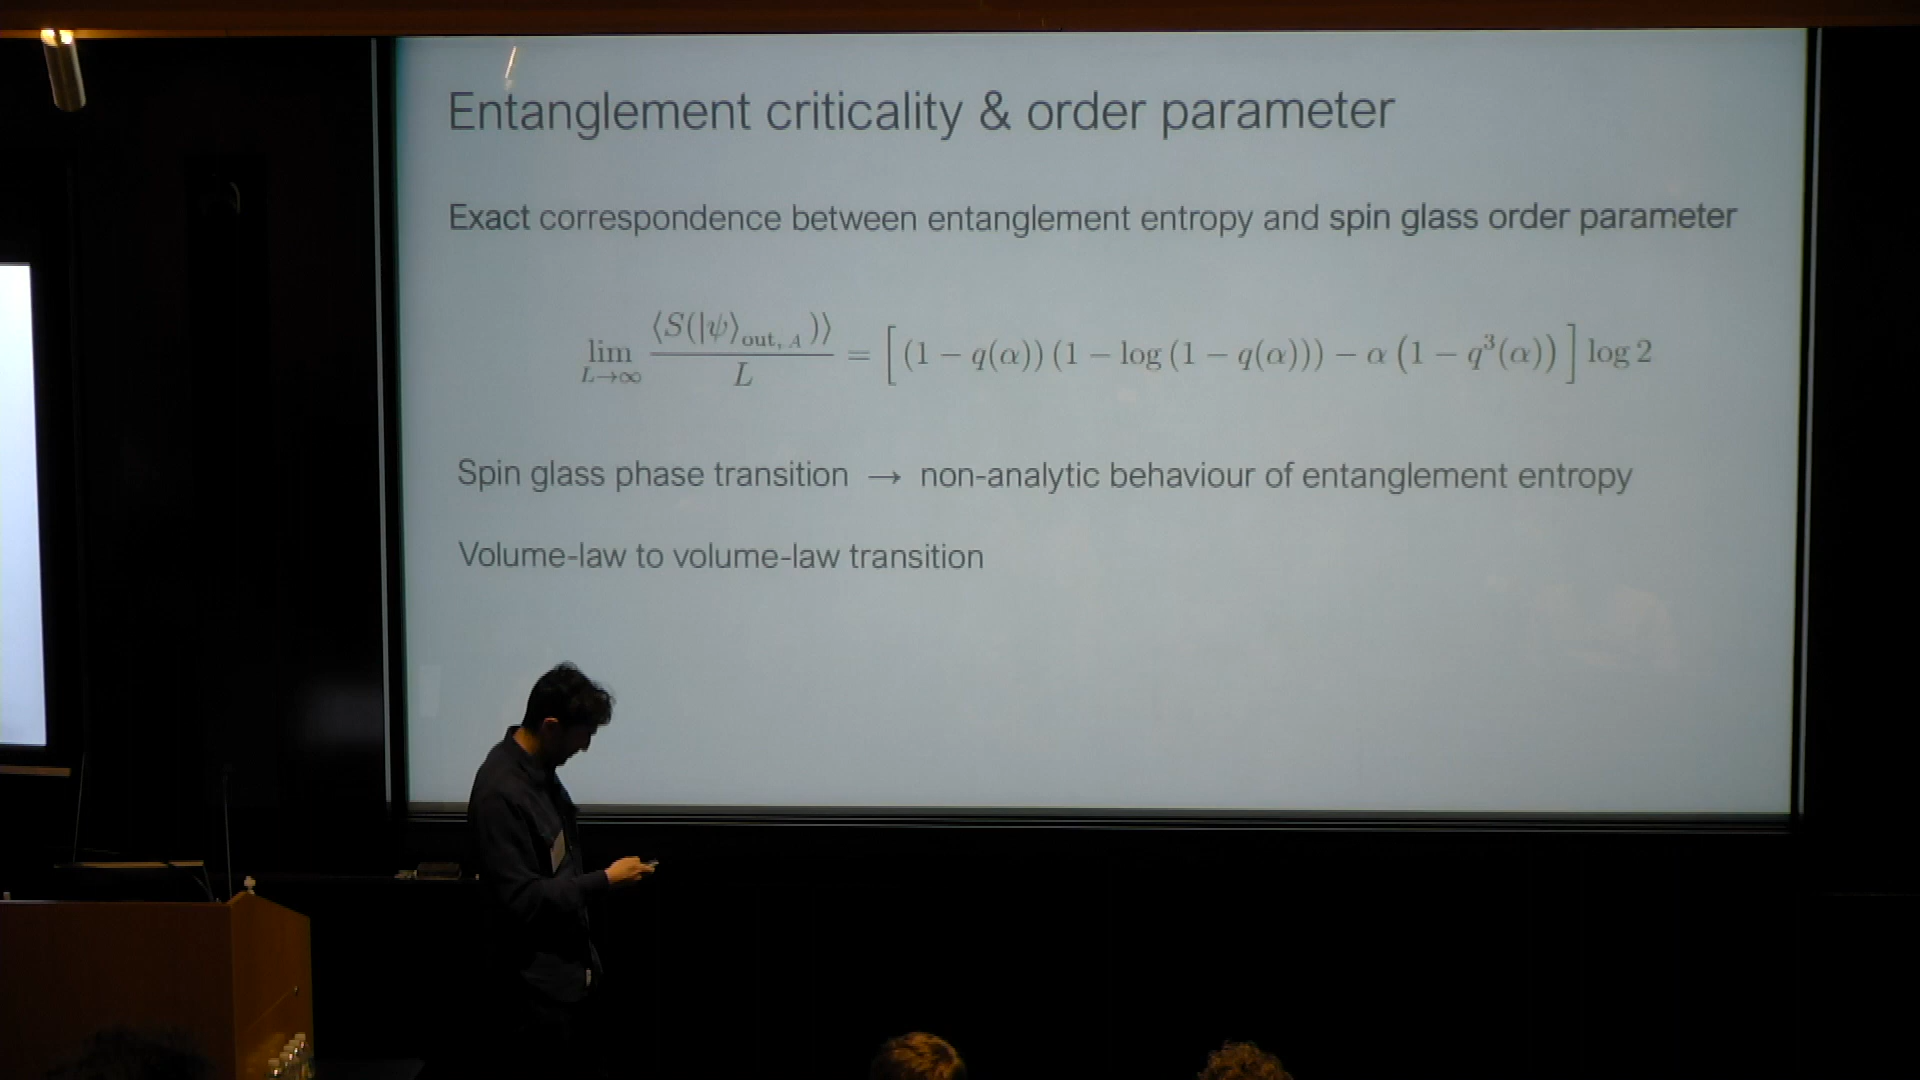 Entanglement criticality & order parameter
Exact correspondence between entanglement entropy and spin glass order parameter
lim_{L→∞} ⟨S(|ψ⟩_{out, A})⟩ / L = [(1 − q(α)) (1 − log (1 − q(α))) − α (1 − q³(α))] log 2
Spin glass phase transition → non-analytic behaviour of entanglement entropy
Volume-law to volume-law transition